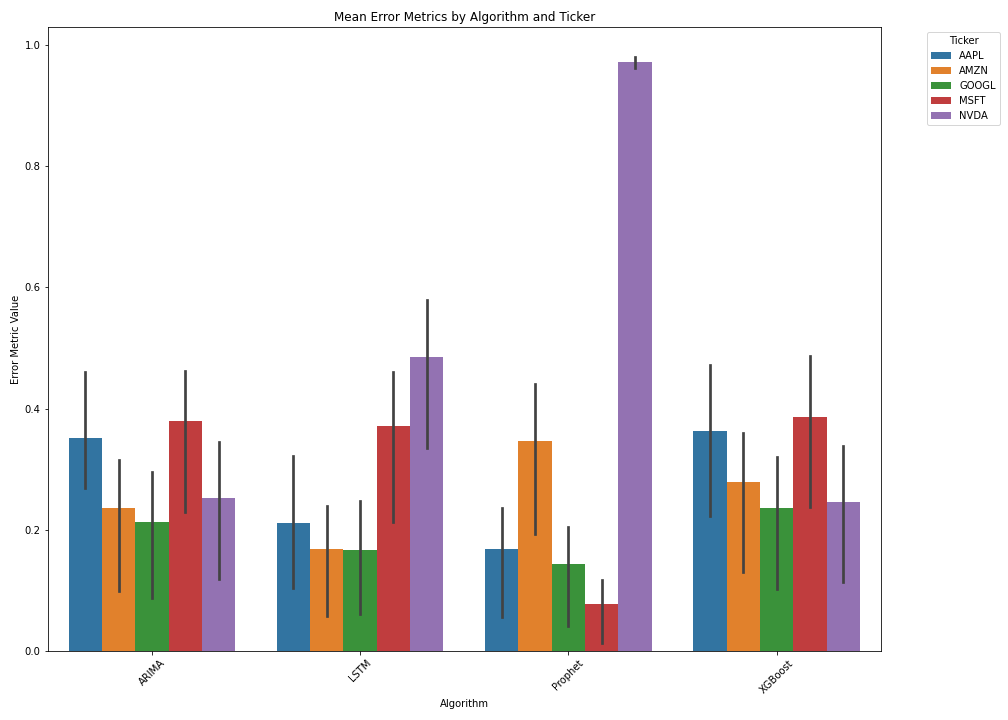 Mean Error Metrics by Algorithm and Ticker
Ticker
AAPL
AMZN
GOOGL
MSFT
NVDA
Error Metric Value
1.0
0.8
0.6
0.4
0.2
0.0
ARIMA
LSTM
Prophet
XGBoost
Algorithm